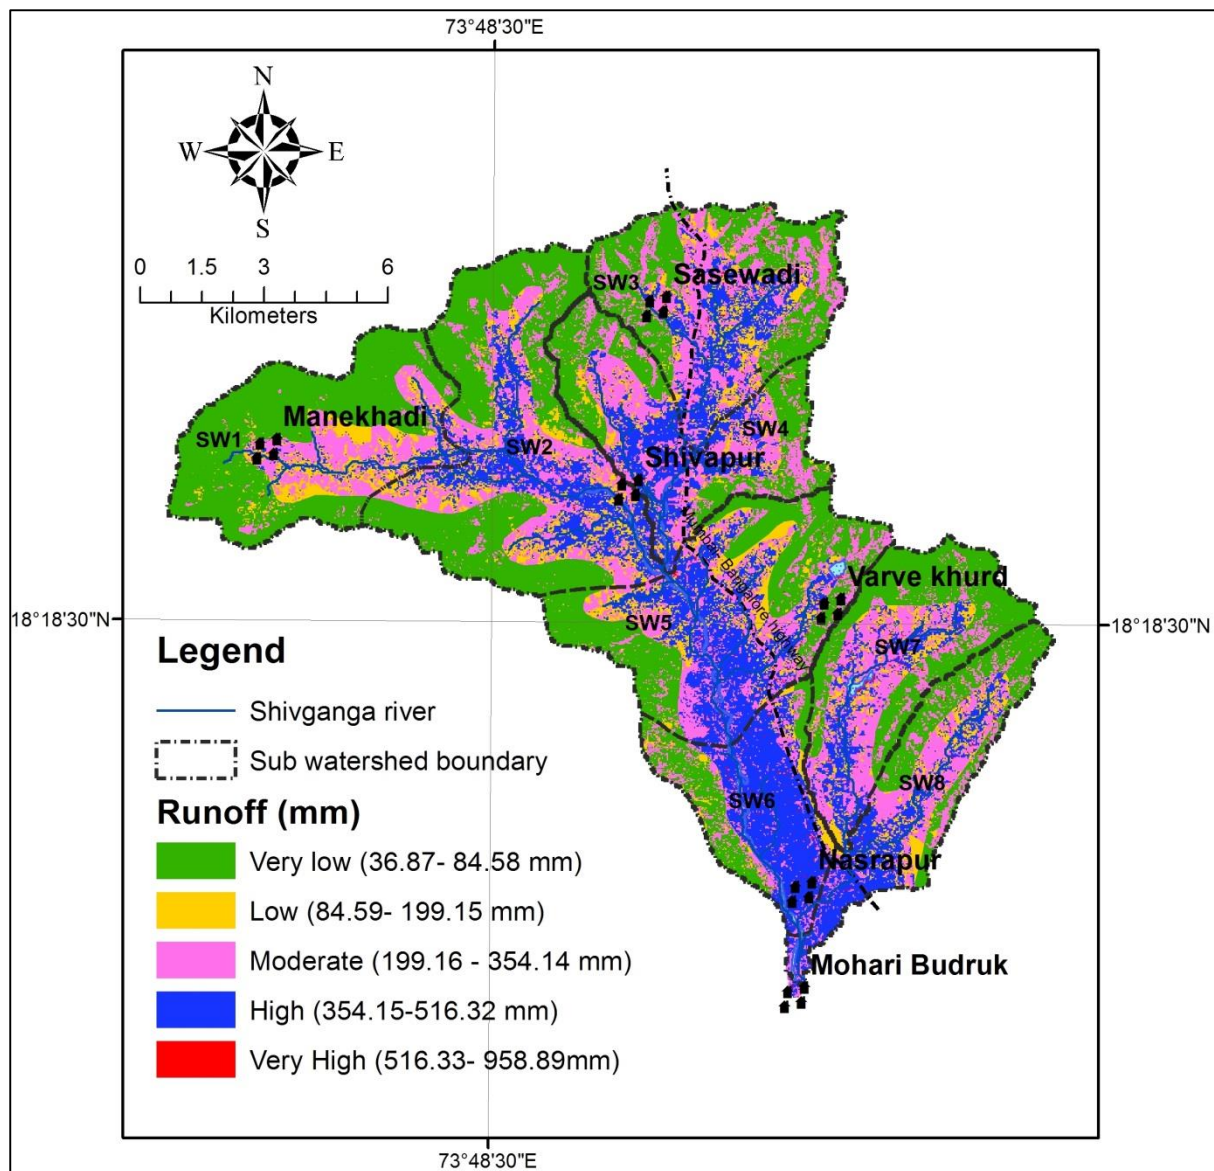 73°48'30"E
N
W
E
S
0 1.5 3 6
Kilometers
SW3
Sasewadi
Manekhadi
SW1
SW2
SW4
Shivapur
Mumbai Bangalore highway
Varve khurd
18°18'30"N
18°18'30"N
SW5
SW7
SW6
SW8
Nasrapur
Mohari Budruk
Legend
Shivganga river
Sub watershed boundary
Runoff (mm)
Very low (36.87- 84.58 mm)
Low (84.59- 199.15 mm)
Moderate (199.16 - 354.14 mm)
High (354.15-516.32 mm)
Very High (516.33- 958.89mm)
73°48'30"E